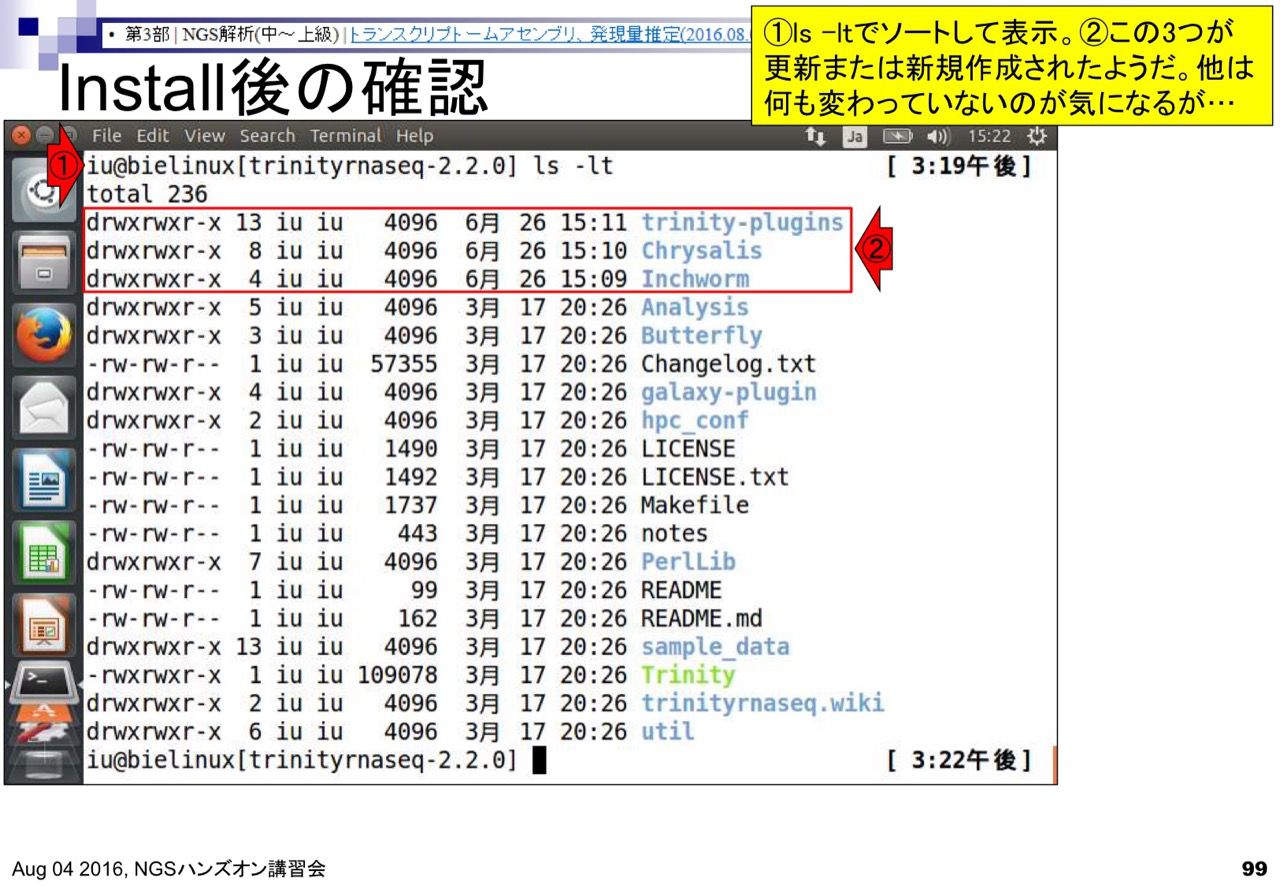 • 第3部 | NGS解析(中～上級) | トランスクリプトームアセンブリ、発現量推定(2016.08.
Install後の確認
①ls –ltでソートして表示。②この3つが
更新または新規作成されたようだ。他は
何も変わっていないのが気になるが…
File Edit View Search Terminal Help
Ja
15:22
①
iu@bielinux[trinityrnaseq-2.2.0] ls -lt [ 3:19午後]
total 236
drwxrwxr-x 13 iu iu 4096 6月 26 15:11 trinity-plugins
drwxrwxr-x 8 iu iu 4096 6月 26 15:10 Chrysalis
②
drwxrwxr-x 4 iu iu 4096 6月 26 15:09 Inchworm
drwxrwxr-x 5 iu iu 4096 3月 17 20:26 Analysis
drwxrwxr-x 3 iu iu 4096 3月 17 20:26 Butterfly
-rw-rw-r-- 1 iu iu 57355 3月 17 20:26 Changelog.txt
drwxrwxr-x 4 iu iu 4096 3月 17 20:26 galaxy-plugin
drwxrwxr-x 2 iu iu 4096 3月 17 20:26 hpc_conf
-rw-rw-r-- 1 iu iu 1490 3月 17 20:26 LICENSE
-rw-rw-r-- 1 iu iu 1492 3月 17 20:26 LICENSE.txt
-rw-rw-r-- 1 iu iu 1737 3月 17 20:26 Makefile
-rw-rw-r-- 1 iu iu 443 3月 17 20:26 notes
drwxrwxr-x 7 iu iu 4096 3月 17 20:26 PerlLib
-rw-rw-r-- 1 iu iu 99 3月 17 20:26 README
-rw-rw-r-- 1 iu iu 162 3月 17 20:26 README.md
drwxrwxr-x 13 iu iu 4096 3月 17 20:26 sample_data
-rwxrwxr-x 1 iu iu 109078 3月 17 20:26 Trinity
drwxrwxr-x 2 iu iu 4096 3月 17 20:26 trinityrnaseq.wiki
drwxrwxr-x 6 iu iu 4096 3月 17 20:26 util
iu@bielinux[trinityrnaseq-2.2.0] [ 3:22午後]
Aug 04 2016, NGSハンズオン講習会
99